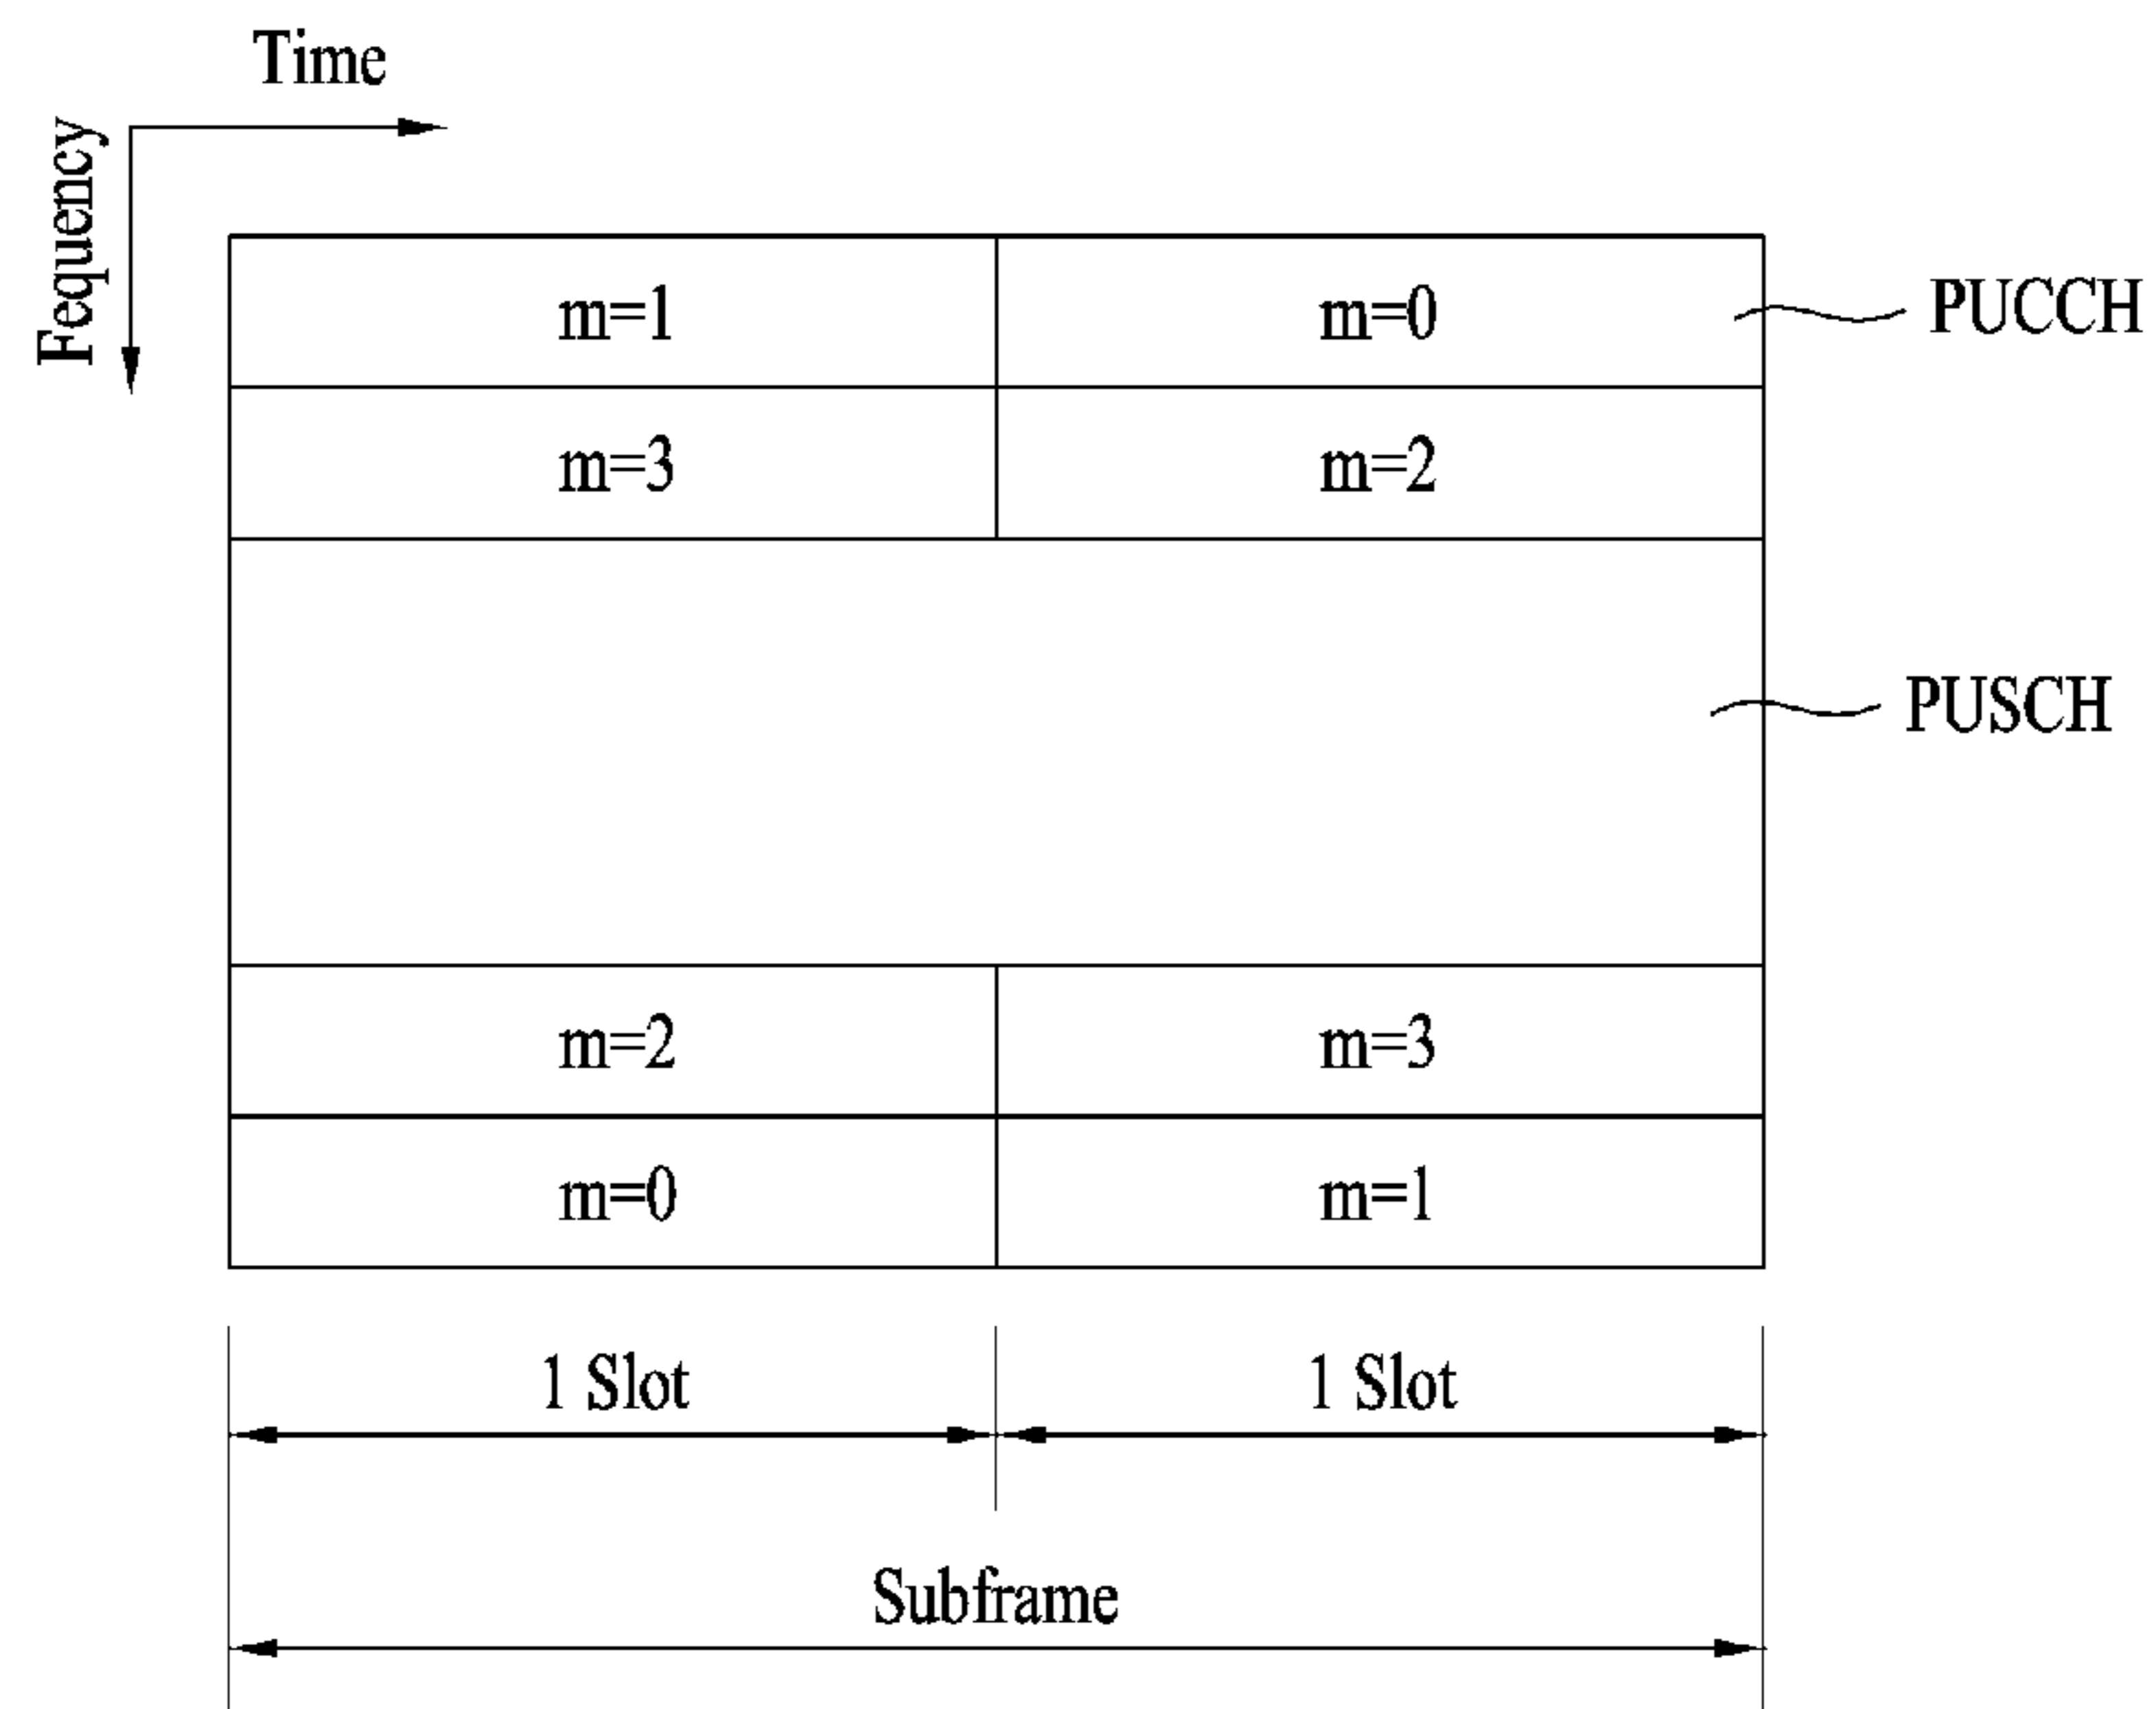 Time
Fequency
m=1 m=0 PUCCH
m=3 m=2
PUSCH
m=2 m=3
m=0 m=1
1 Slot 1 Slot
Subframe